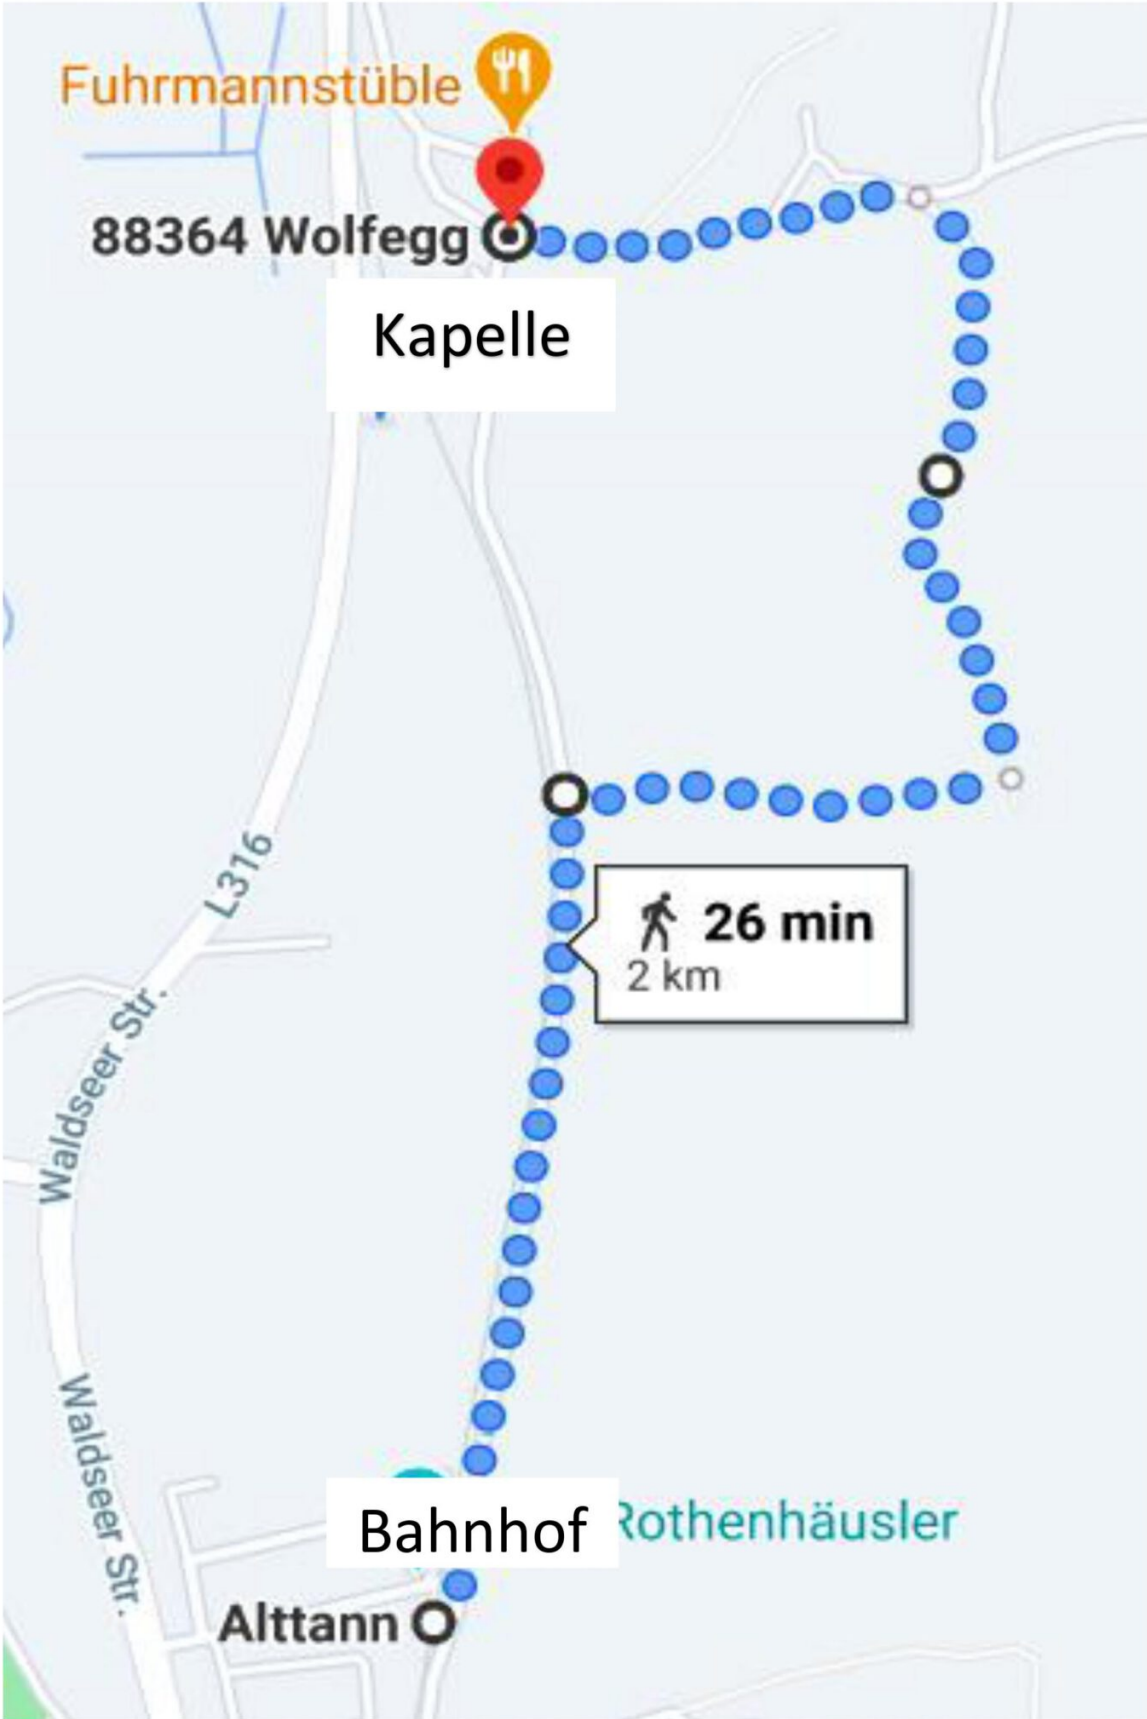 Fuhrmannstüble
88364 Wolfegg
Kapelle
L316
26 min
2 km
Waldseer Str.
Waldseer Str.
Bahnhof
Rothenhäusler
Alttann